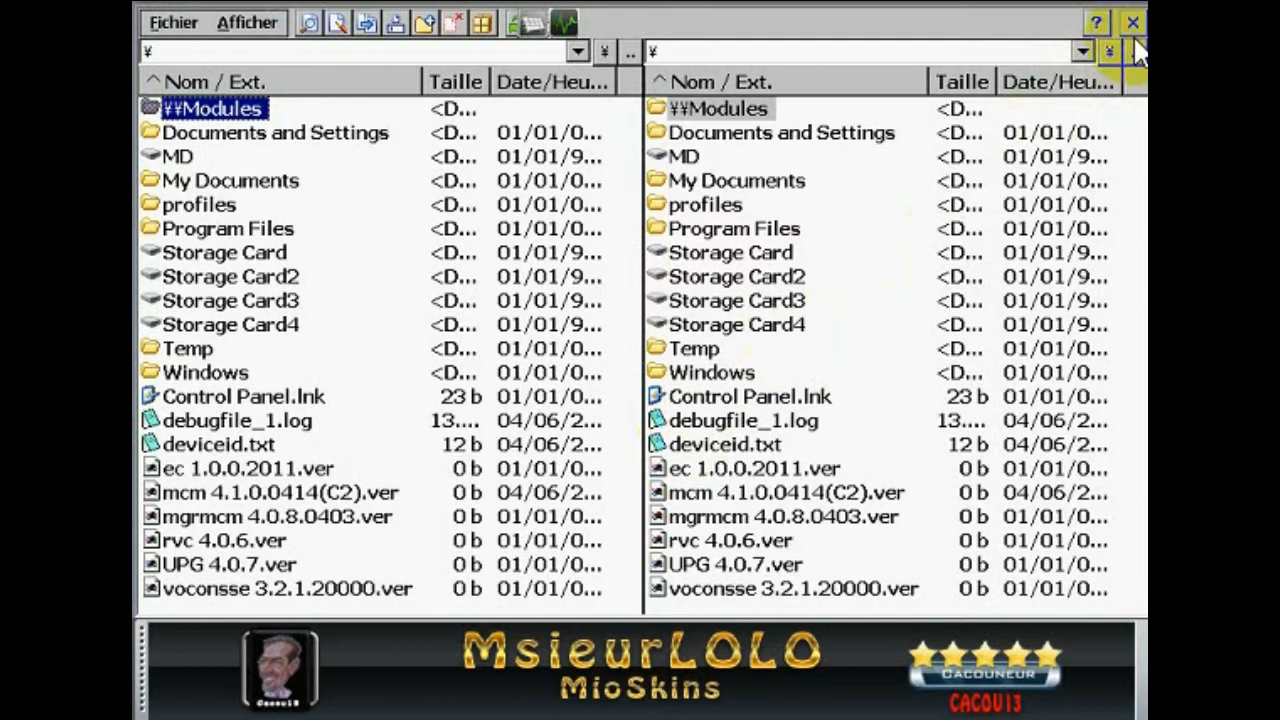 Fichier Afficher ? ×
¥ ¥ .. ¥ ¥
Nom / Ext. Taille Date/Heu... Nom / Ext. Taille Date/Heu...
¥¥Modules <D... ¥¥Modules <D...
Documents and Settings <D... 01/01/0... Documents and Settings <D... 01/01/0...
MD <D... 01/01/9... MD <D... 01/01/9...
My Documents <D... 01/01/0... My Documents <D... 01/01/0...
profiles <D... 01/01/0... profiles <D... 01/01/0...
Program Files <D... 01/01/0... Program Files <D... 01/01/0...
Storage Card <D... 01/01/9... Storage Card <D... 01/01/9...
Storage Card2 <D... 01/01/9... Storage Card2 <D... 01/01/9...
Storage Card3 <D... 01/01/9... Storage Card3 <D... 01/01/9...
Storage Card4 <D... 01/01/9... Storage Card4 <D... 01/01/9...
Temp <D... 01/01/0... Temp <D... 01/01/0...
Windows <D... 01/01/0... Windows <D... 01/01/0...
Control Panel.lnk 23 b 01/01/0... Control Panel.lnk 23 b 01/01/0...
debugfile_1.log 13.... 04/06/2... debugfile_1.log 13.... 04/06/2...
deviceid.txt 12 b 04/06/2... deviceid.txt 12 b 04/06/2...
ec 1.0.0.2011.ver 0 b 01/01/0... ec 1.0.0.2011.ver 0 b 01/01/0...
mcm 4.1.0.0414(C2).ver 0 b 04/06/2... mcm 4.1.0.0414(C2).ver 0 b 04/06/2...
mgrmcm 4.0.8.0403.ver 0 b 01/01/0... mgrmcm 4.0.8.0403.ver 0 b 01/01/0...
rvc 4.0.6.ver 0 b 01/01/0... rvc 4.0.6.ver 0 b 01/01/0...
UPG 4.0.7.ver 0 b 01/01/0... UPG 4.0.7.ver 0 b 01/01/0...
voconsse 3.2.1.20000.ver 0 b 01/01/0... voconsse 3.2.1.20000.ver 0 b 01/01/0...
MsieurLOLO
MioSkins
Cacou13
CACOUNEUR
CACOU13